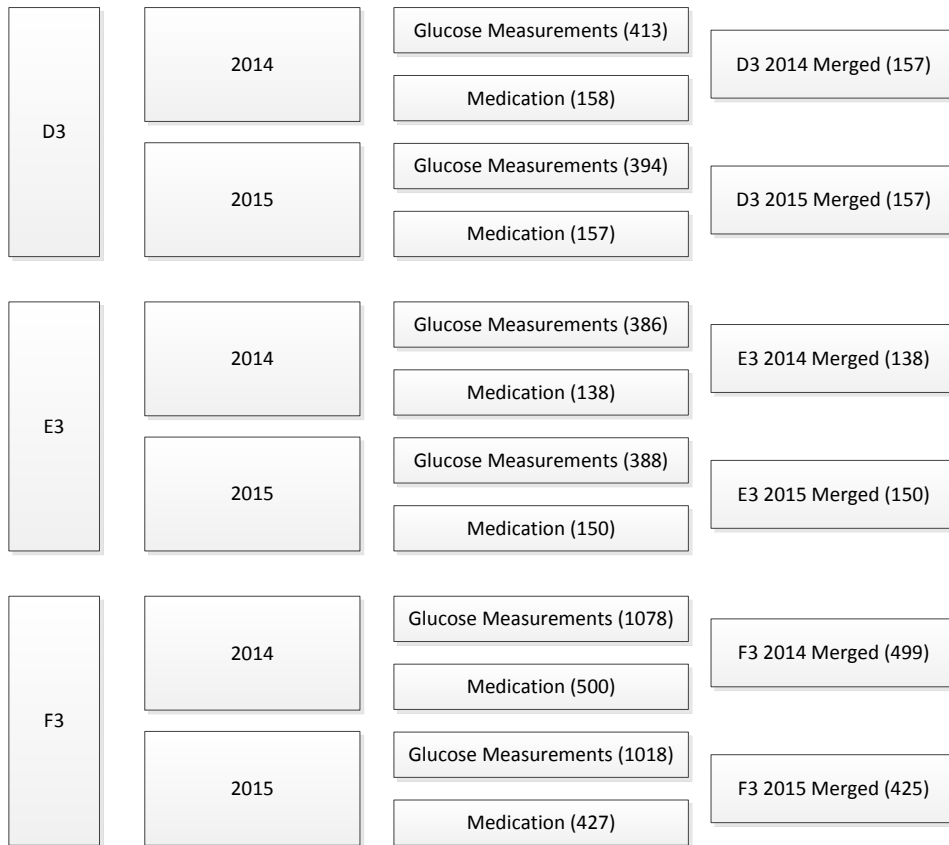 D3
2014
Glucose Measurements (413)
Medication (158)
D3 2014 Merged (157)
2015
Glucose Measurements (394)
Medication (157)
D3 2015 Merged (157)
E3
2014
Glucose Measurements (386)
Medication (138)
E3 2014 Merged (138)
2015
Glucose Measurements (388)
Medication (150)
E3 2015 Merged (150)
F3
2014
Glucose Measurements (1078)
Medication (500)
F3 2014 Merged (499)
2015
Glucose Measurements (1018)
Medication (427)
F3 2015 Merged (425)